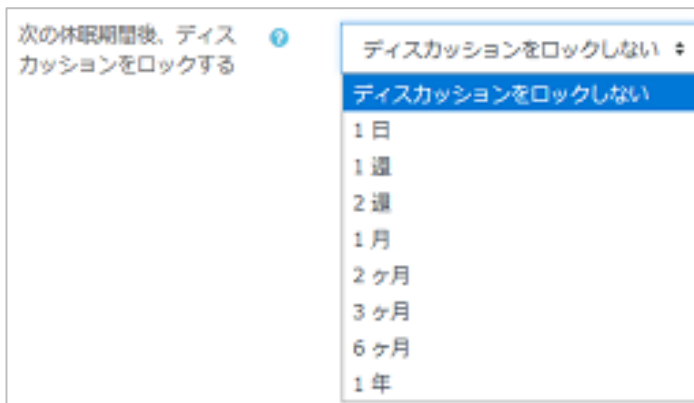 次の休眠期間後、ディス
カッションをロックする
ディスカッションをロックしない
ディスカッションをロックしない
1 日
1 週
2 週
1 月
2 ヶ月
3 ヶ月
6 ヶ月
1 年